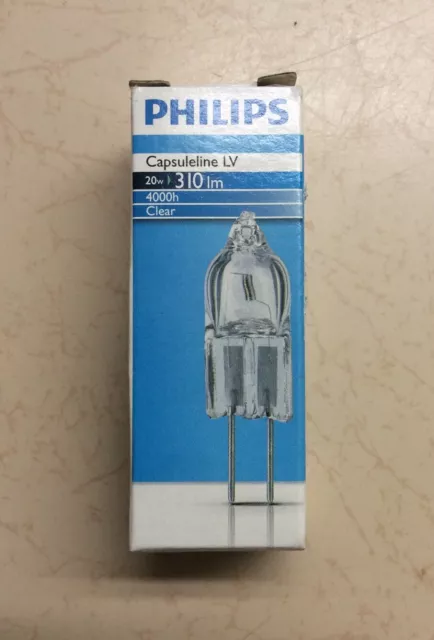 PHILIPS
Capsuleline LV
20w 310 lm
4000h
Clear